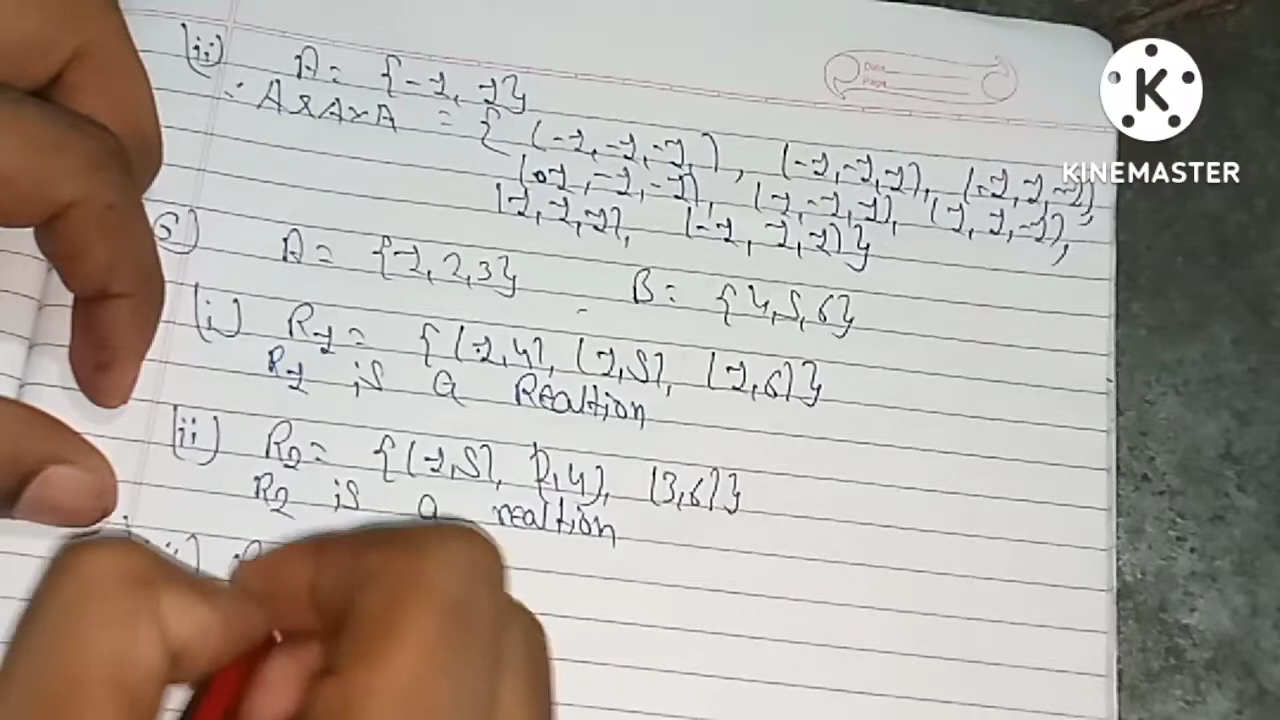 (ii) A = {-1, 1}
∴ A×A×A = { (-1,-1,-1,), (-1,-1,1), (-1,1,-1),
(1,-1,-1), (1,-1,1), (1,1,-1),
(1,1,1), (-1,1,1)}
A = {1,2,3} B = {4,5,6}
(i) R1 = {(1,4), (1,5), (1,6)}
R1 is a Realtion
(ii) R2 = {(1,5), (2,4), (3,6)}
R2 is a realtion
Date
Page
K
KINEMASTER